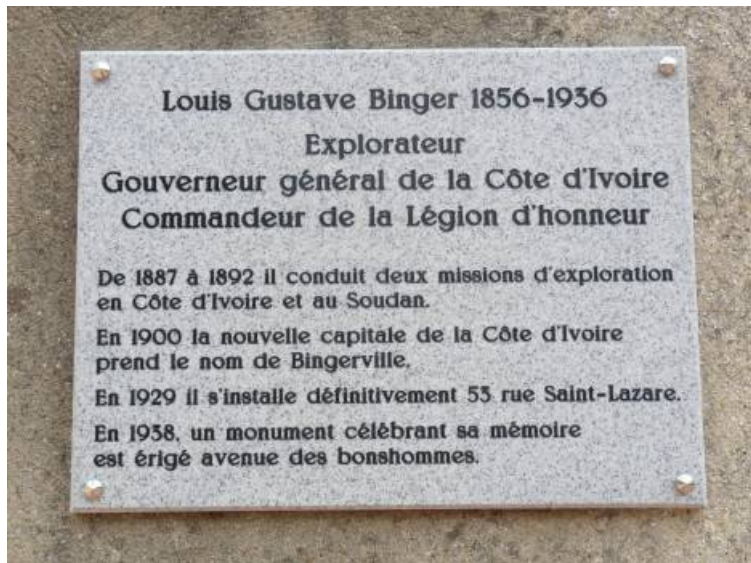 Louis Gustave Binger 1856-1936
Explorateur
Gouverneur général de la Côte d'Ivoire
Commandeur de la Légion d'honneur
De 1887 à 1892 il conduit deux missions d'exploration
en Côte d'Ivoire et au Soudan.
En 1900 la nouvelle capitale de la Côte d'Ivoire
prend le nom de Bingerville.
En 1929 il s'installe définitivement 53 rue Saint-Lazare.
En 1938, un monument célébrant sa mémoire
est érigé avenue des bonshommes.